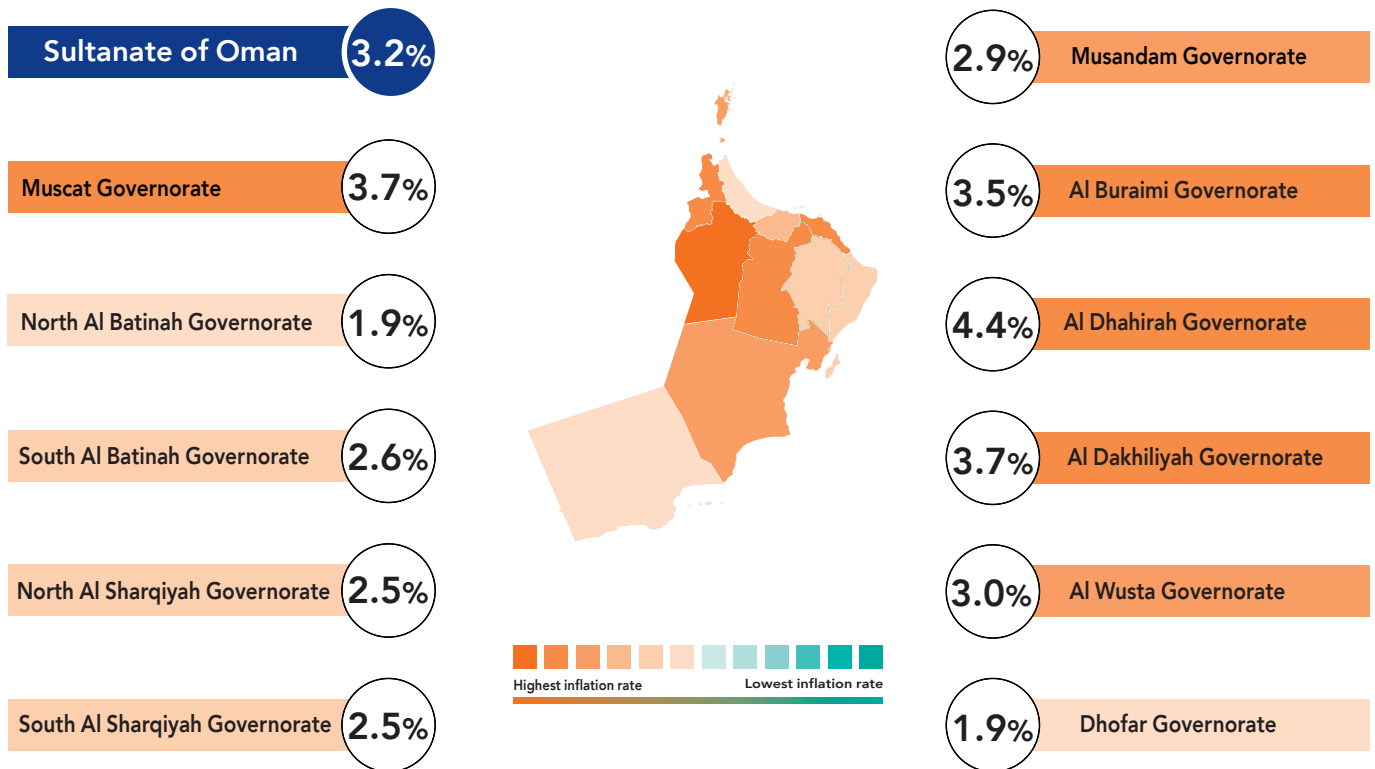 Sultanate of Oman 3.2%
Muscat Governorate 3.7%
North Al Batinah Governorate 1.9%
South Al Batinah Governorate 2.6%
North Al Sharqiyah Governorate 2.5%
South Al Sharqiyah Governorate 2.5%
Highest inflation rate
Lowest inflation rate
2.9% Musandam Governorate
3.5% Al Buraimi Governorate
4.4% Al Dhahirah Governorate
3.7% Al Dakhiliyah Governorate
3.0% Al Wusta Governorate
1.9% Dhofar Governorate